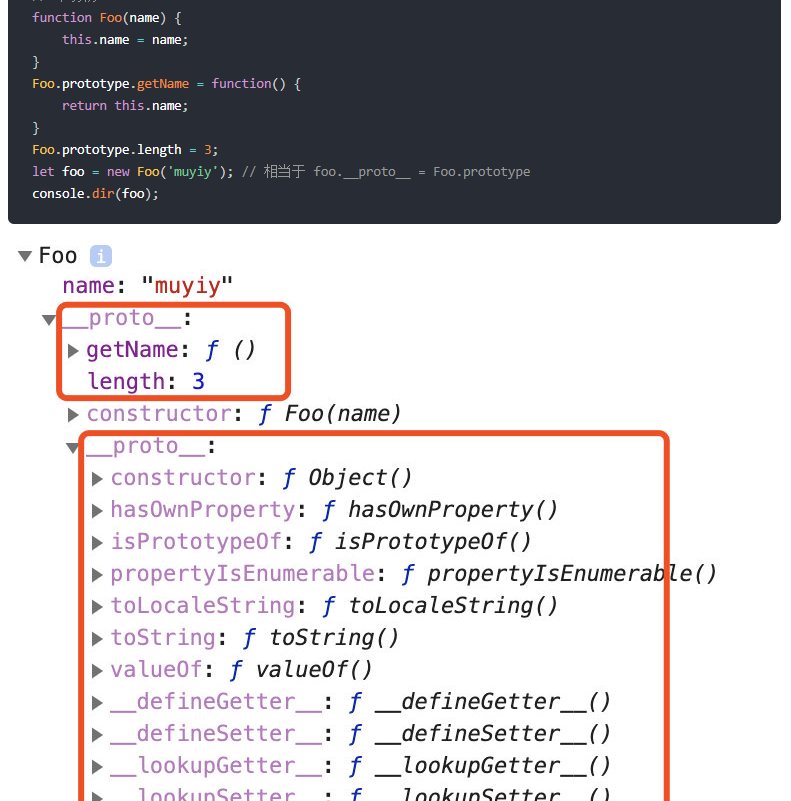 function Foo(name) {
this.name = name;
}
Foo.prototype.getName = function() {
return this.name;
}
Foo.prototype.length = 3;
let foo = new Foo('muyiy'); // 相当于 foo.__proto__ = Foo.prototype
console.dir(foo);
Foo i
name: "muyiy"
__proto__:
getName: ƒ ()
length: 3
constructor: ƒ Foo(name)
__proto__:
constructor: ƒ Object()
hasOwnProperty: ƒ hasOwnProperty()
isPrototypeOf: ƒ isPrototypeOf()
propertyIsEnumerable: ƒ propertyIsEnumerable()
toLocaleString: ƒ toLocaleString()
toString: ƒ toString()
valueOf: ƒ valueOf()
__defineGetter__: ƒ __defineGetter__()
__defineSetter__: ƒ __defineSetter__()
__lookupGetter__: ƒ __lookupGetter__()
__lookupSetter__: ƒ __lookupSetter__()